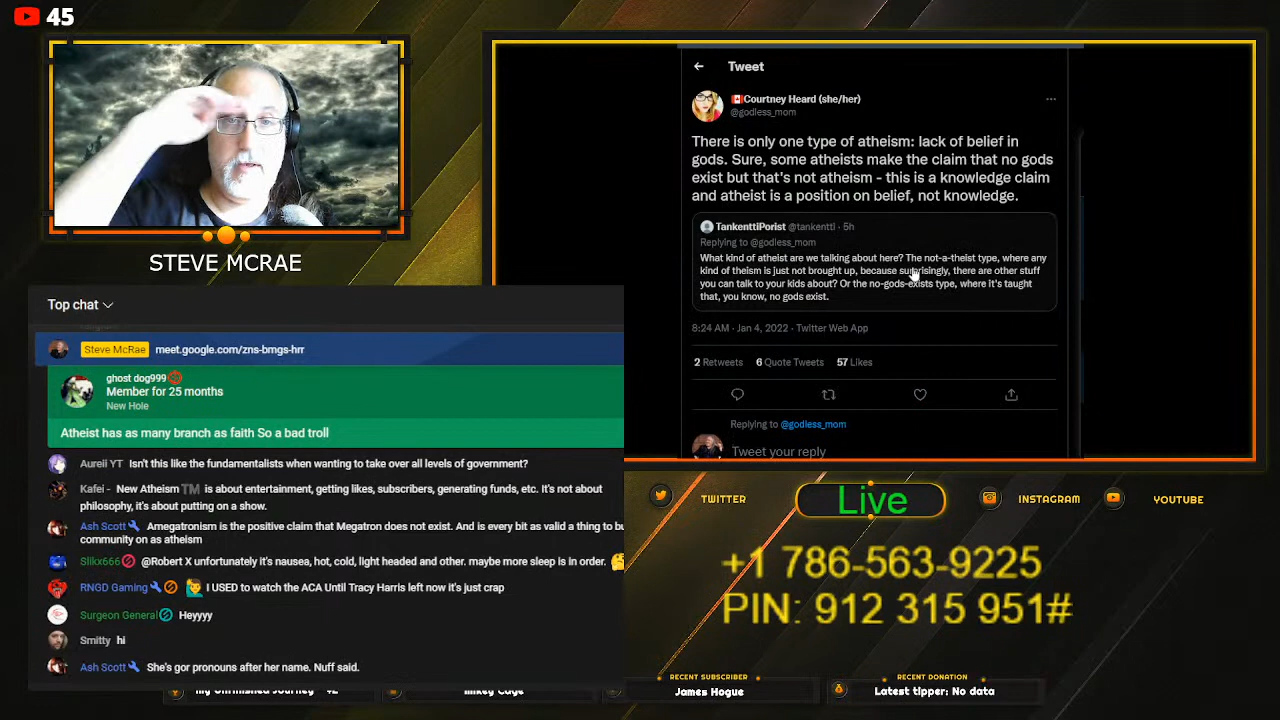 45
STEVE MCRAE
Tweet
Courtney Heard (she/her)
@godless_mom
There is only one type of atheism: lack of belief in
gods. Sure, some atheists make the claim that no gods
exist but that's not atheism - this is a knowledge claim
and atheist is a position on belief, not knowledge.
TankenttiPorist @tankentti · 5h
Replying to @godless_mom
What kind of atheist are we talking about here? The not-a-theist type, where any
kind of theism is just not brought up, because surprisingly, there are other stuff
you can talk to your kids about? Or the no-gods-exists type, where it's taught
that, you know, no gods exist.
8:24 AM · Jan 4, 2022 · Twitter Web App
2 Retweets 6 Quote Tweets 57 Likes
Replying to @godless_mom
Tweet your reply
Top chat
Steve McRae meet.google.com/zns-bmgs-hrr
ghost dog999
Member for 25 months
New Hole
Atheist has as many branch as faith So a bad troll
Aureii YT Isn't this like the fundamentalists when wanting to take over all levels of government?
Kafei - New Atheism™ is about entertainment, getting likes, subscribers, generating funds, etc. It's not about
philosophy, it's about putting on a show.
Ash Scott Amegatronism is the positive claim that Megatron does not exist. And is every bit as valid a thing to bu
community on as atheism
Slikx666 @Robert X unfortunately it's nausea, hot, cold, light headed and other. maybe more sleep is in order.
RNGD Gaming I USED to watch the ACA Until Tracy Harris left now it's just crap
Surgeon General Heyyyy
Smitty hi
Ash Scott She's gor pronouns after her name. Nuff said.
TWITTER
Live
INSTAGRAM
YOUTUBE
+1 786-563-9225
PIN: 912 315 951#
My Unfinished Journey
Mikey Cage
RECENT SUBSCRIBER
James Hogue
RECENT DONATION
Latest tipper: No data